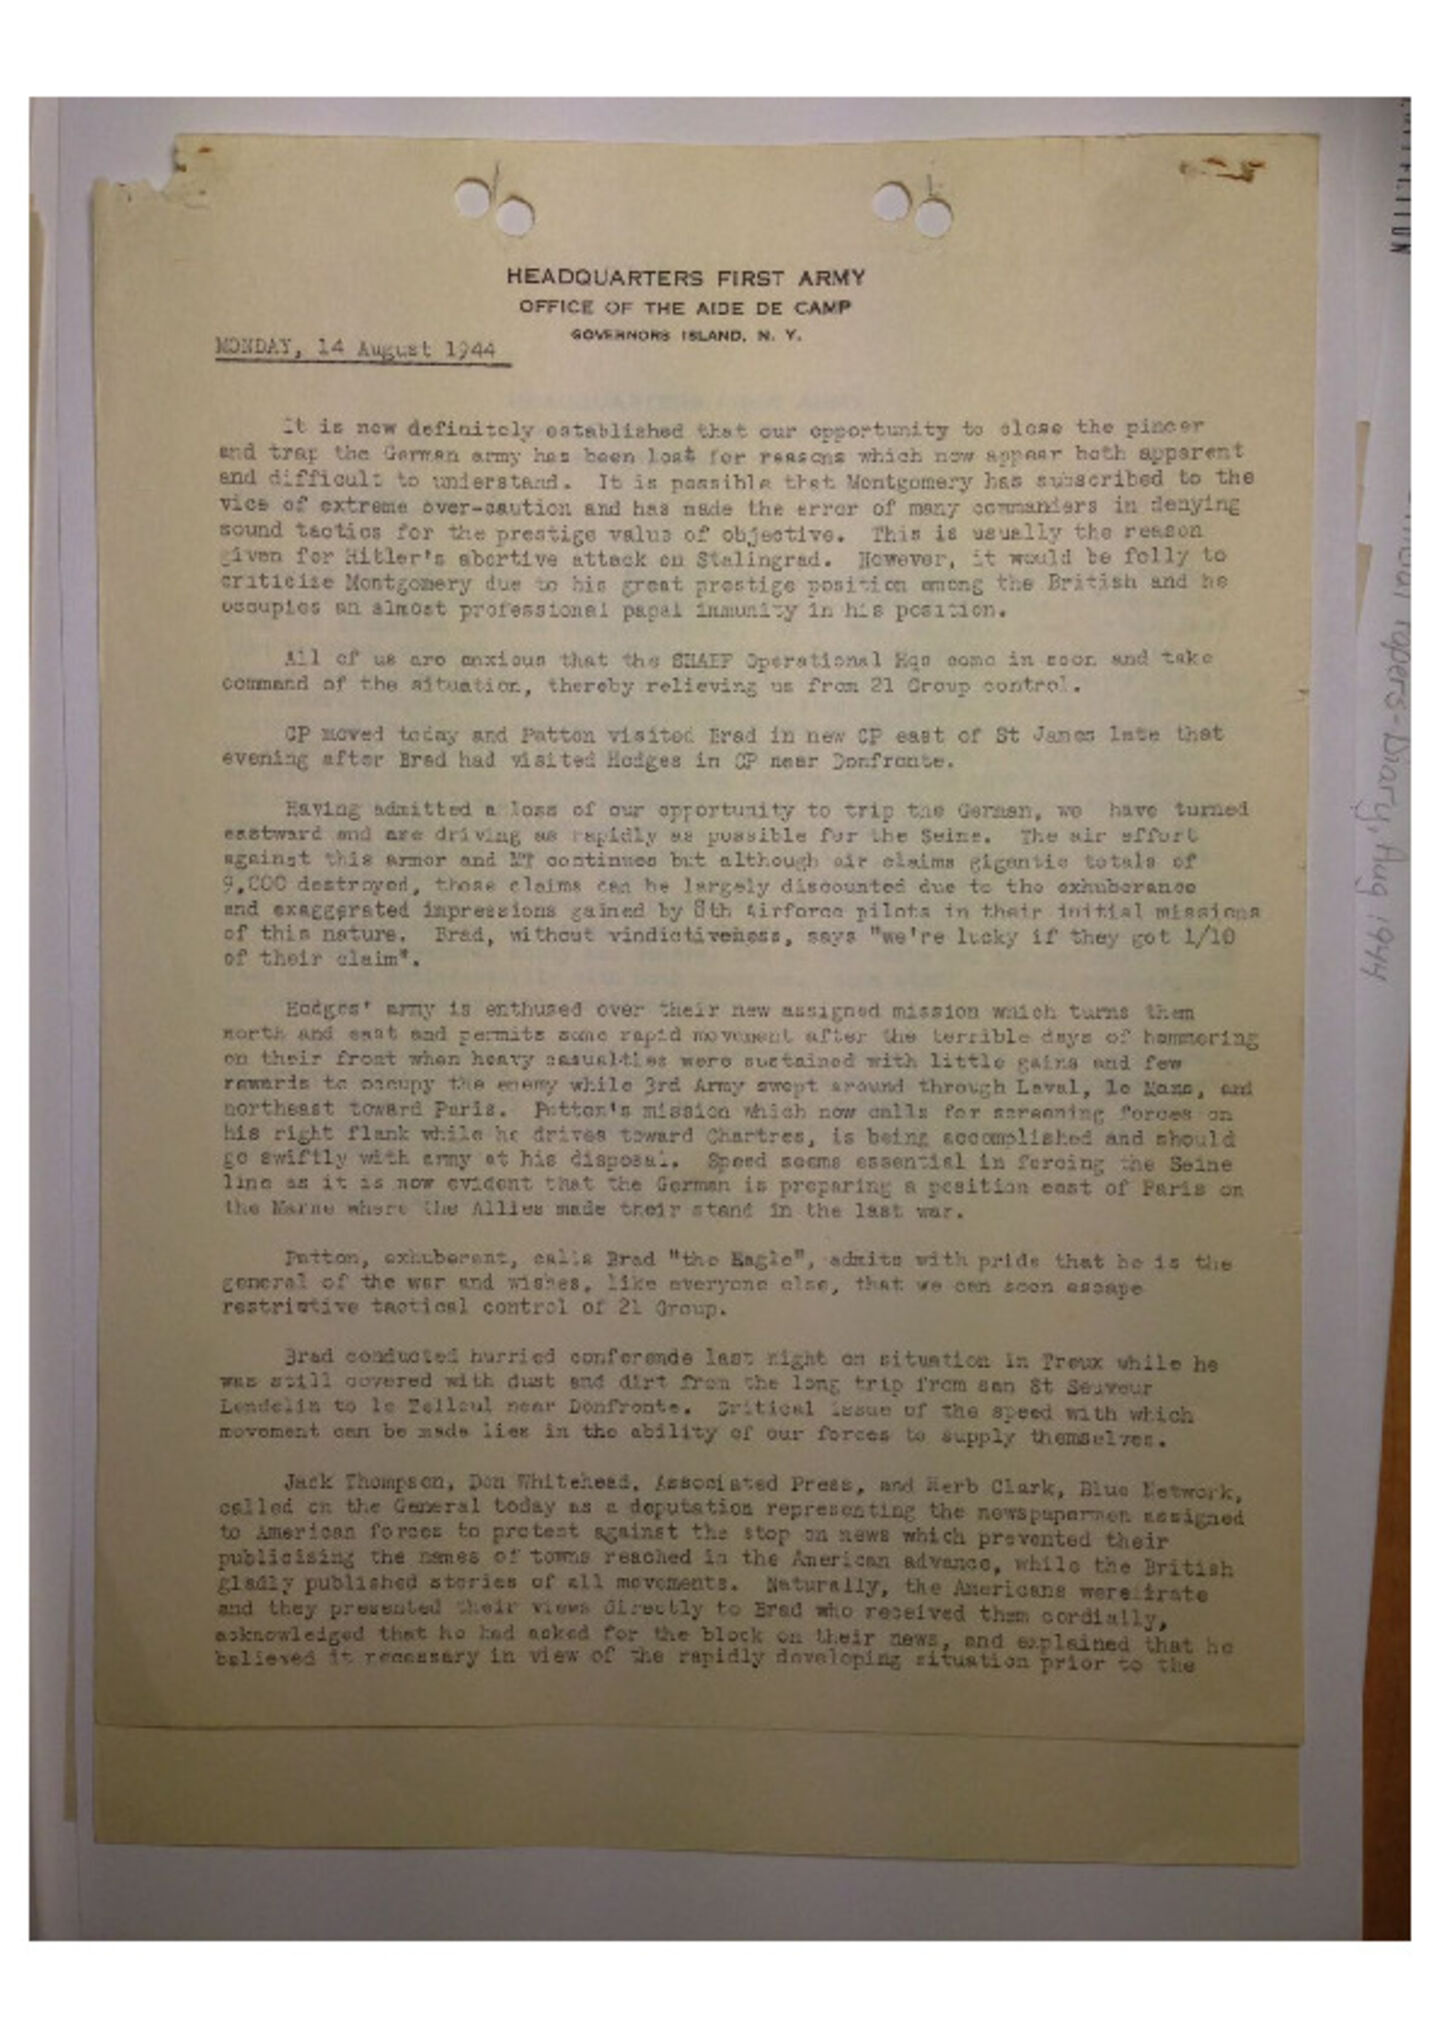 HEADQUARTERS FIRST ARMY
OFFICE OF THE AIDE DE CAMP
GOVERNORS ISLAND, N. Y.
MONDAY, 14 August 1944
It is now definitely established that our opportunity to close the pincer
and trap the German army has been lost for reasons which now appear both apparent
and difficult to understand. It is possible that Montgomery has subscribed to the
vice of extreme over-caution and has made the error of many commanders in denying
sound tactics for the prestige value of objective. This is usually the reason
given for Hitler's abortive attack on Stalingrad. However, it would be folly to
criticize Montgomery due to his great prestige position among the British and he
occupies an almost professional papal immunity in his position.
All of us are anxious that the SHAEF Operational Hqs come in soon and take
command of the situation, thereby relieving us from 21 Group control.
CP moved today and Patton visited Brad in new CP east of St James late that
evening after Brad had visited Hodges in CP near Domfronte.
Having admitted a loss of our opportunity to trip the German, we have turned
eastward and are driving as rapidly as possible for the Seine. The air effort
against this armor and MT continues but although air claims gigantic totals of
9,000 destroyed, those claims can be largely discounted due to the exhuberance
and exaggerated impressions gained by 8th Airforce pilots in their initial missions
of this nature. Brad, without vindictiveness, says "we're lucky if they got 1/10
of their claim".
Hodges' army is enthused over their new assigned mission which turns them
north and east and permits some rapid movement after the terrible days of hammering
on their front when heavy casualties were sustained with little gains and few
rewards to occupy the enemy while 3rd Army swept around through Laval, le Mans, and
northeast toward Paris. Patton's mission which now calls for screening forces on
his right flank while he drives toward Chartres, is being accomplished and should
go swiftly with army at his disposal. Speed seems essential in forcing the Seine
line as it is now evident that the German is preparing a position east of Paris on
the Marne where the Allies made their stand in the last war.
Patton, exhuberant, calls Brad "the Eagle", admits with pride that he is the
general of the war and wishes, like everyone else, that we can soon escape
restrictive tactical control of 21 Group.
Brad conducted hurried conference last night on situation in Dreux while he
was still covered with dust and dirt from the long trip from san St Sauveur
Lendelin to le Teilleul near Domfronte. Critical issue of the speed with which
movement can be made lies in the ability of our forces to supply themselves.
Jack Thompson, Don Whitehead, Associated Press, and Herb Clark, Blue Network,
called on the General today as a deputation representing the newspapermen assigned
to American forces to protest against the stop on news which prevented their
publicising the names of towns reached in the American advance, while the British
gladly published stories of all movements. Naturally, the Americans were irate
and they presented their views directly to Brad who received them cordially,
acknowledged that he had asked for the block on their news, and explained that he
believed it necessary in view of the rapidly developing situation prior to the
Papers-Diary, Aug 1944